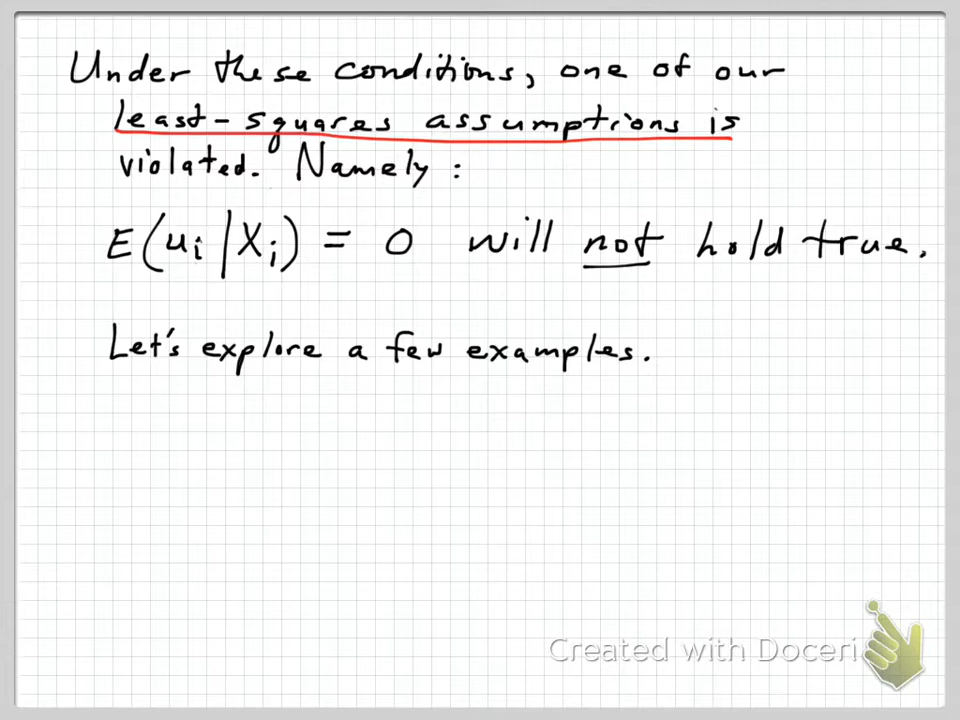 Under these conditions, one of our
least-squares assumptions is
violated. Namely:
E(ui|Xi) = 0 will not hold true.
Let's explore a few examples.
Created with Doceri